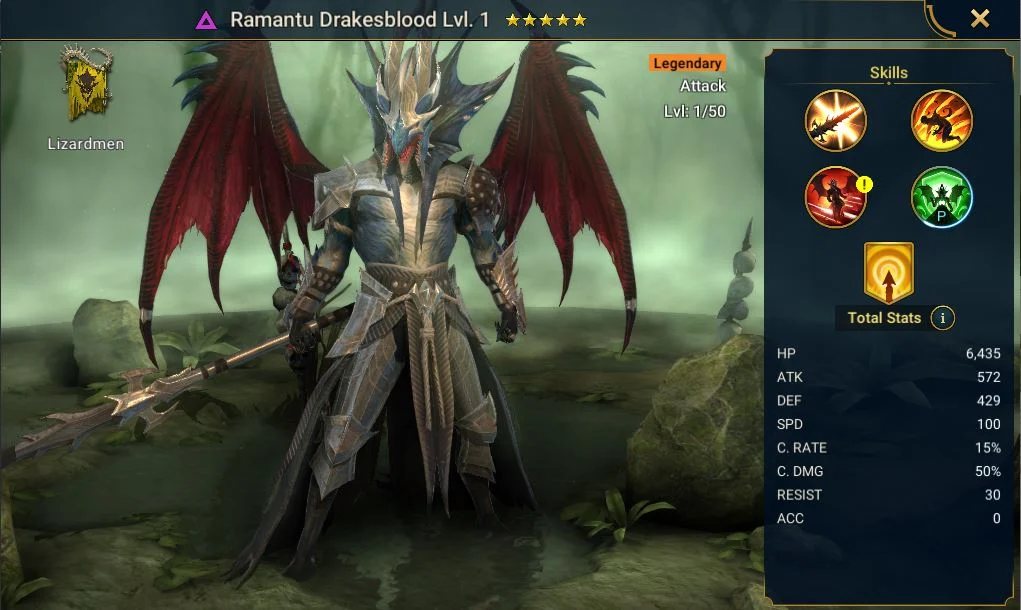 Ramantu Drakesblood Lvl. 1
Lizardmen
Legendary
Attack
Lvl: 1/50
Skills
!
P
Total Stats i
HP 6,435
ATK 572
DEF 429
SPD 100
C. RATE 15%
C. DMG 50%
RESIST 30
ACC 0